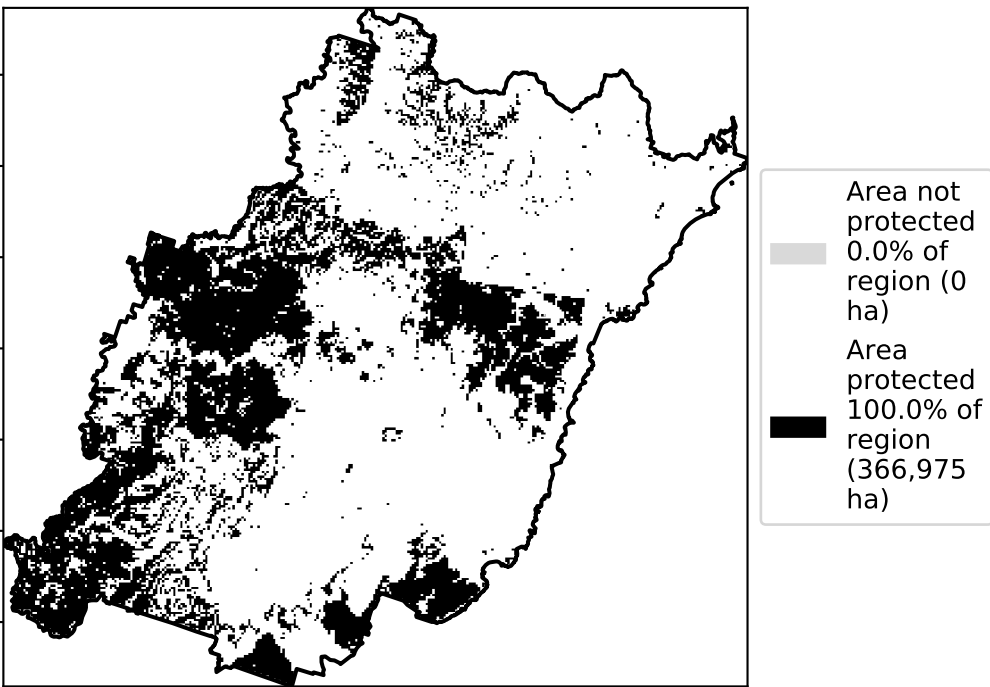 Area not
protected
0.0% of
region (0
ha)
Area
protected
100.0% of
region
(366,975
ha)